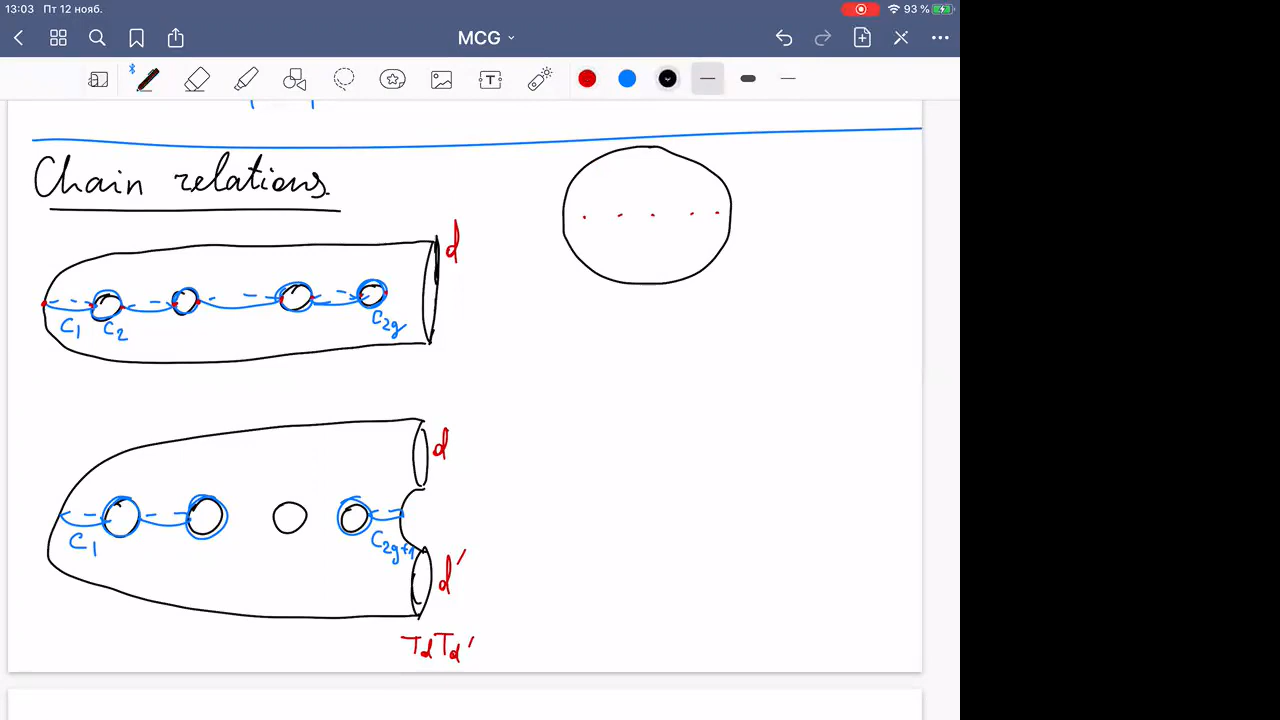 13:03 Пт 12 нояб. 93 %
MCG
T
Chain relations.
d
C1 C2 C2g
d
C1 C2g+1
d′
TdTd′